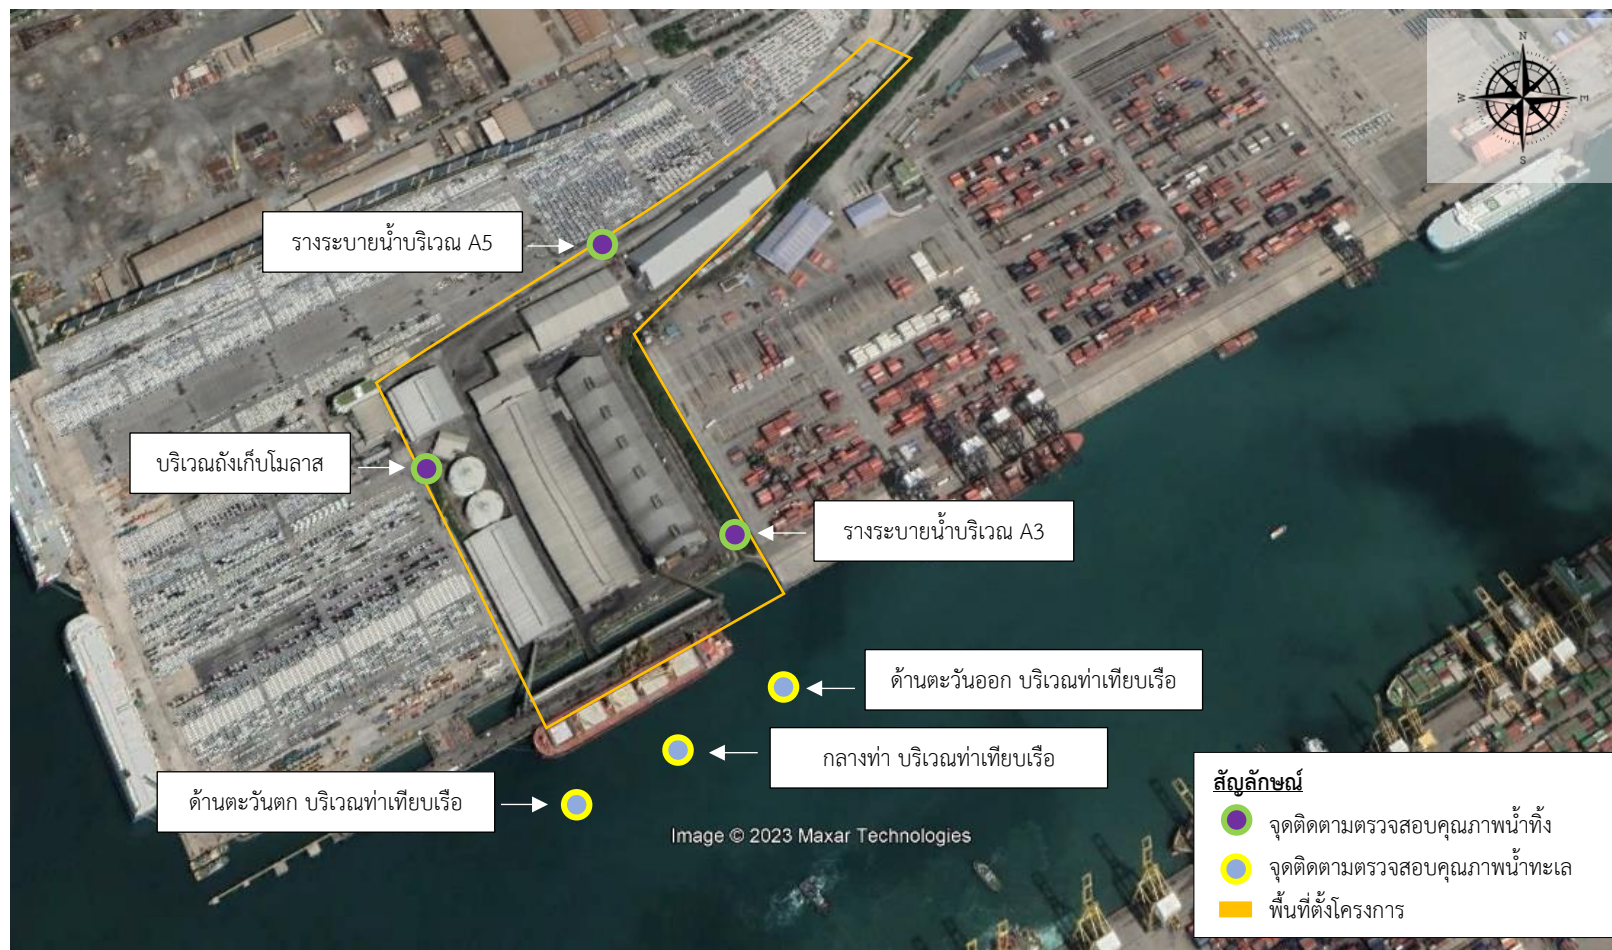 N
W
E
S
รางระบายน้ำบริเวณ A5
บริเวณถังเก็บโมลาส
รางระบายน้ำบริเวณ A3
ด้านตะวันออก บริเวณท่าเทียบเรือ
กลางท่า บริเวณท่าเทียบเรือ
ด้านตะวันตก บริเวณท่าเทียบเรือ
Image © 2023 Maxar Technologies
สัญลักษณ์
จุดติดตามตรวจสอบคุณภาพน้ำทิ้ง
จุดติดตามตรวจสอบคุณภาพน้ำทะเล
พื้นที่ตั้งโครงการ